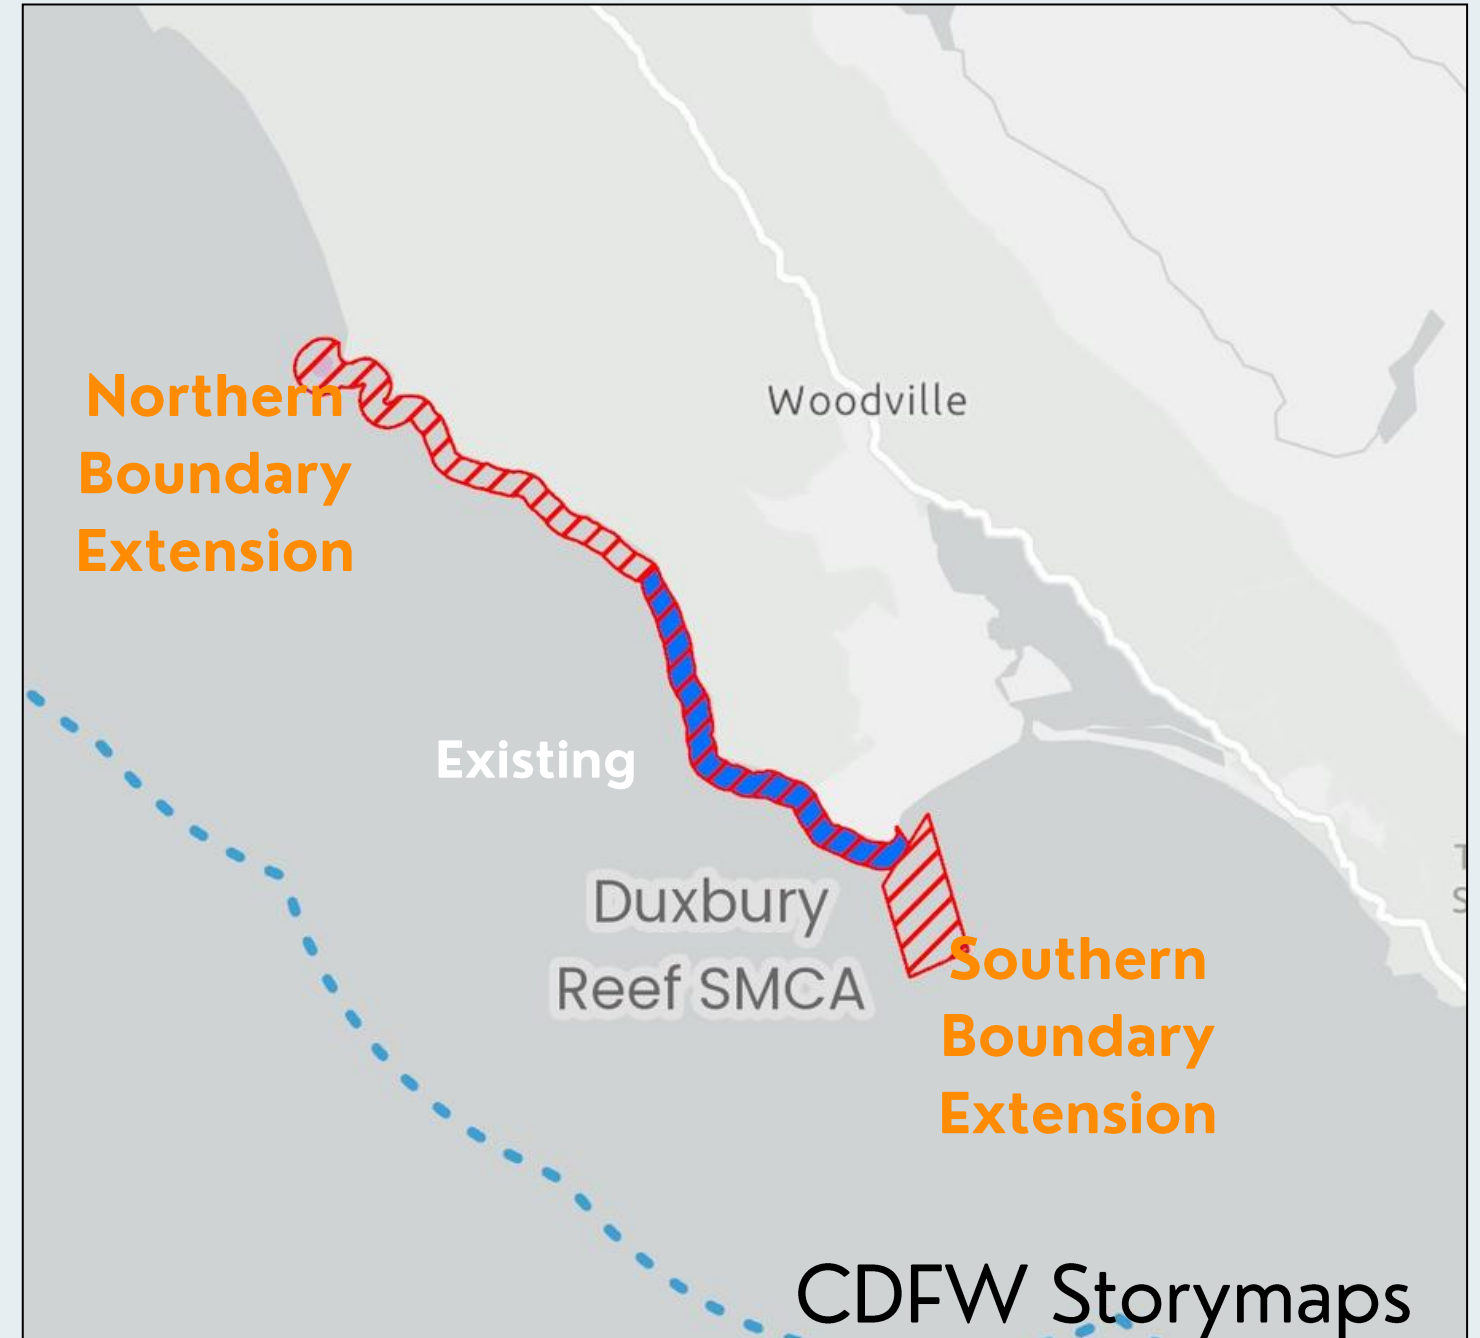 Northern
Boundary
Extension
Woodville
Existing
Duxbury
Reef SMCA
Southern
Boundary
Extension
CDFW Storymaps